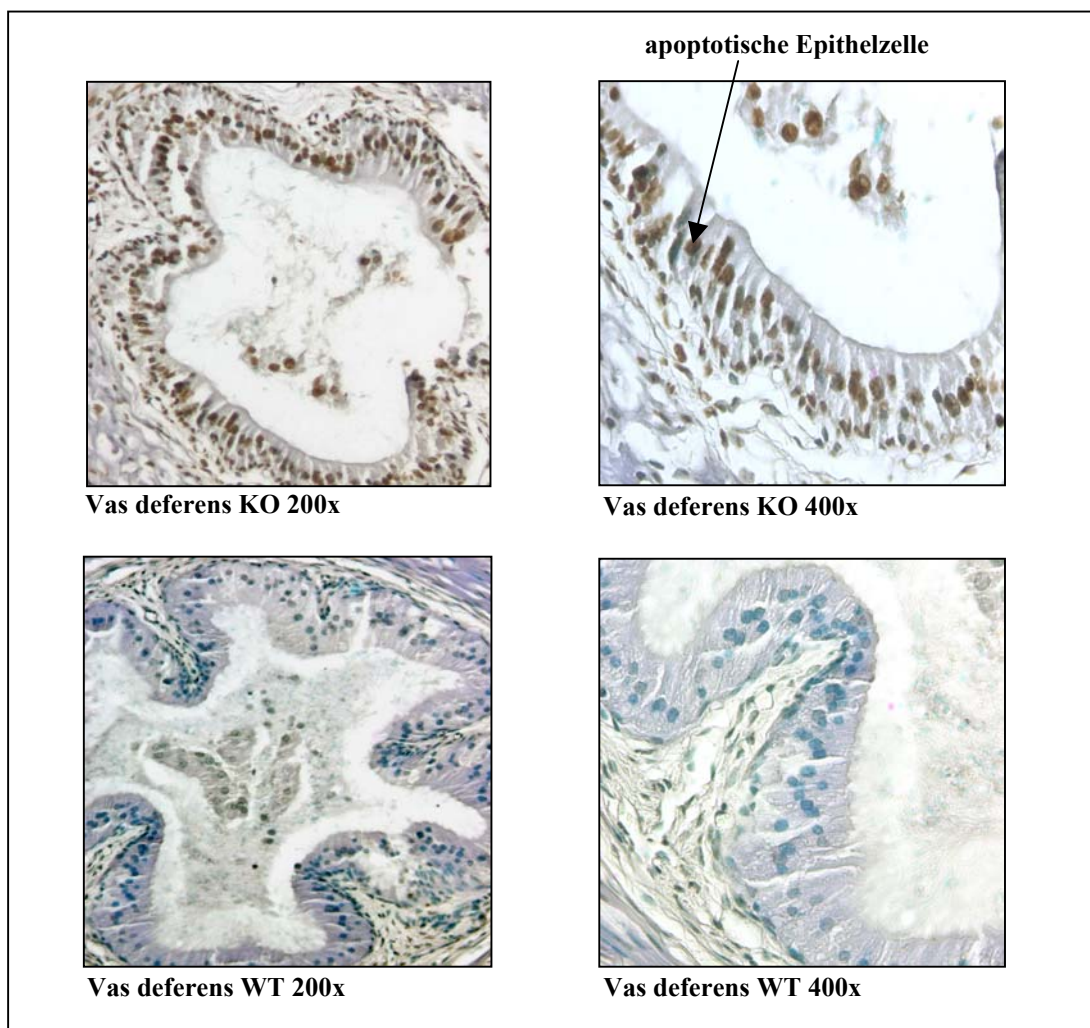 apoptotische Epithelzelle
Vas deferens KO 200x
Vas deferens KO 400x
Vas deferens WT 200x
Vas deferens WT 400x